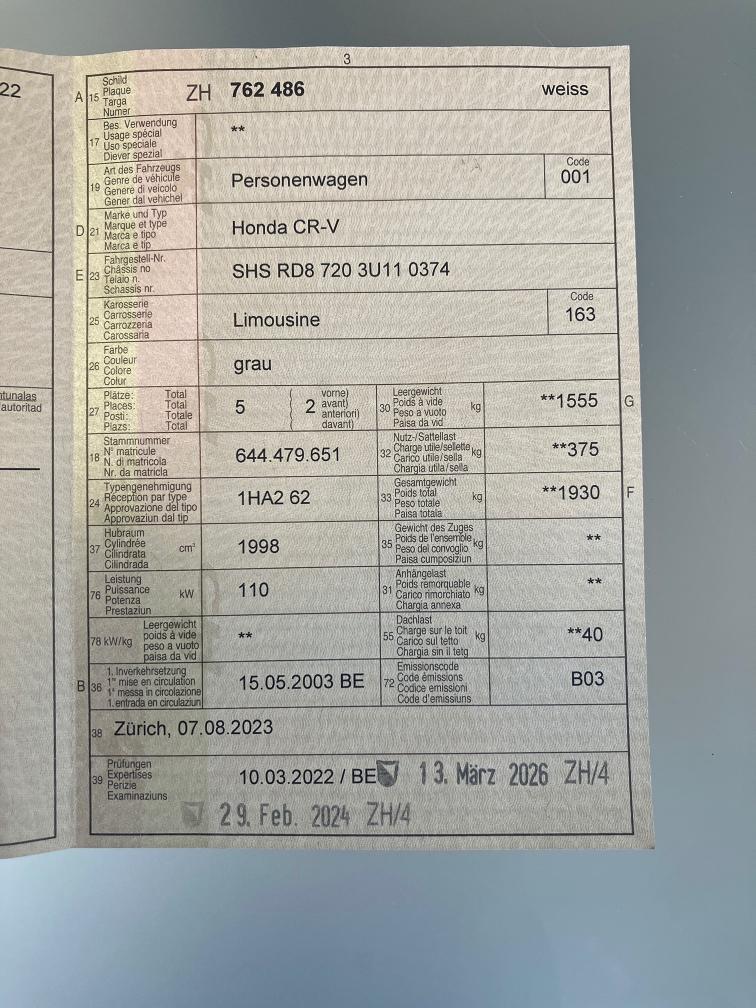 3
22
A 15 Schild
Plaque
Targa
Numer
ZH 762 486 weiss
17 Bes. Verwendung
Usage spécial
Uso speciale
Diever spezial
**
19 Art des Fahrzeugs
Genre de véhicule
Genere di veicolo
Gener dal vehichel
Personenwagen
Code
001
D 21 Marke und Typ
Marque et type
Marca e tipo
Marca e tip
Honda CR-V
E 23 Fahrgestell-Nr.
Châssis no
Telaio n.
Schassis nr.
SHS RD8 720 3U11 0374
25 Karosserie
Carrosserie
Carrozzeria
Carossaria
Limousine
Code
163
26 Farbe
Couleur
Colore
Colur
grau
tunalas
autoritad
27 Plätze: Total
Places: Total
Posti: Totale
Plazs: Total
5 ( 2 vorne)
avant)
anteriori)
davant)
30 Leergewicht
Poids à vide
Peso a vuoto
Paisa da vid
kg
**1555
G
18 Stammnummer
N° matricule
N. di matricola
Nr. da matricla
644.479.651
32 Nutz-/Sattellast
Charge utile/sellette
Carico utile/sella
Chargia utila/sella
kg
**375
24 Typengenehmigung
Réception par type
Approvazione del tipo
Approvaziun dal tip
1HA2 62
33 Gesamtgewicht
Poids total
Peso totale
Paisa totala
kg
**1930
F
37 Hubraum
Cylindrée
Cilindrata
Cilindrada
cm³
1998
35 Gewicht des Zuges
Poids de l'ensemble
Peso del convoglio
Paisa cumposiziun
kg
**
76 Leistung
Puissance
Potenza
Prestaziun
kW
110
31 Anhängelast
Poids remorquable
Carico rimorchiato
Chargia annexa
kg
**
78 kW/kg Leergewicht
poids à vide
peso a vuoto
paisa da vid
**
55 Dachlast
Charge sur le toit
Carico sul tetto
Chargia sin il tetg
kg
**40
B 36 1. Inverkehrsetzung
1re mise en circulation
1a messa in circolazione
1. entrada en circulaziun
15.05.2003 BE
72 Emissionscode
Code émissions
Codice emissioni
Code d'emissiuns
B03
38 Zürich, 07.08.2023
39 Prüfungen
Expertises
Perizie
Examinaziuns
10.03.2022 / BE 13. März 2026 ZH/4
29. Feb. 2024 ZH/4